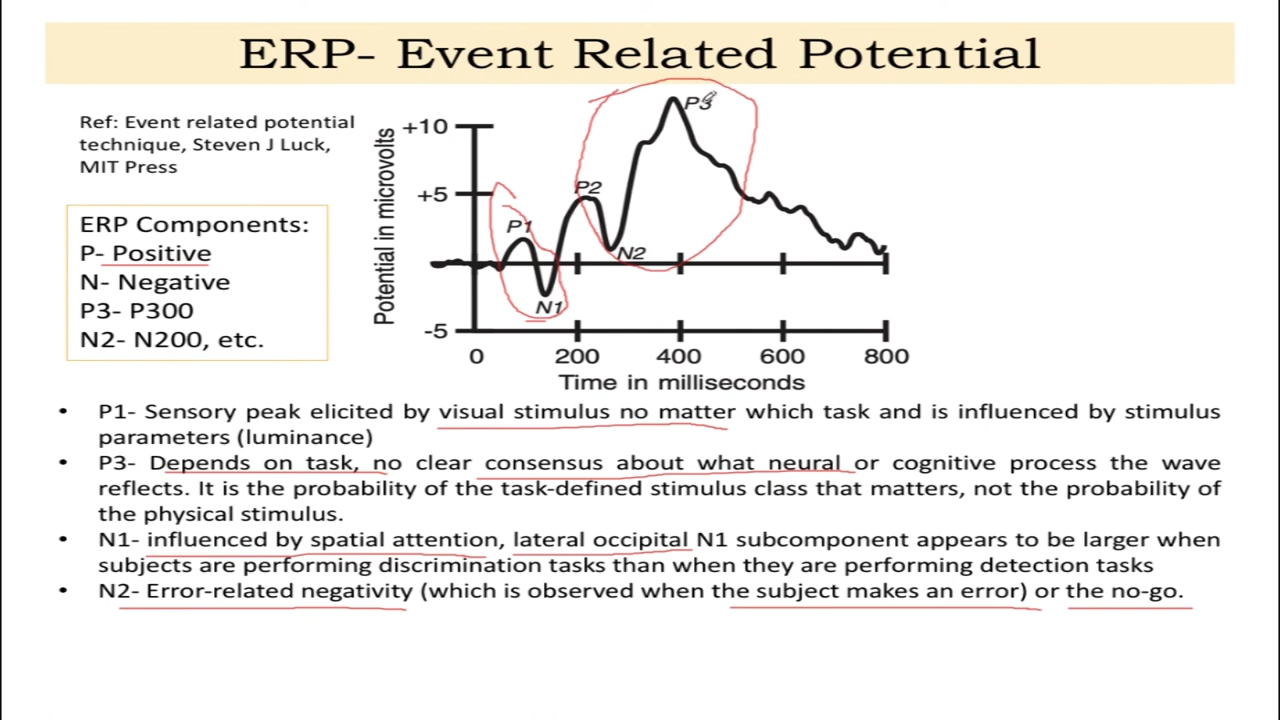 ERP- Event Related Potential
Ref: Event related potential
technique, Steven J Luck,
MIT Press
ERP Components:
P- Positive
N- Negative
P3- P300
N2- N200, etc.
Potential in microvolts
+10
+5
-5
P1
N1
P2
N2
P3
0 200 400 600 800
Time in milliseconds
• P1- Sensory peak elicited by visual stimulus no matter which task and is influenced by stimulus
parameters (luminance)
• P3- Depends on task, no clear consensus about what neural or cognitive process the wave
reflects. It is the probability of the task-defined stimulus class that matters, not the probability of
the physical stimulus.
• N1- influenced by spatial attention, lateral occipital N1 subcomponent appears to be larger when
subjects are performing discrimination tasks than when they are performing detection tasks
• N2- Error-related negativity (which is observed when the subject makes an error) or the no-go.